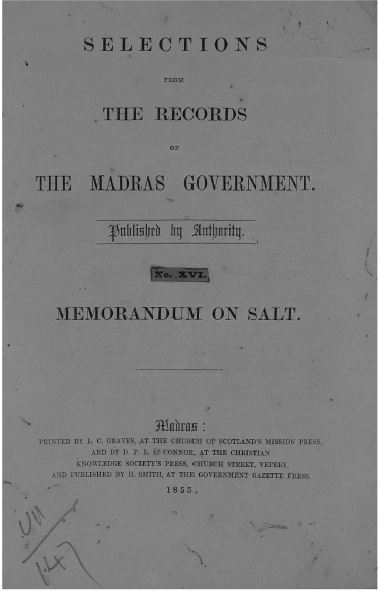 SELECTIONS
FROM
THE RECORDS
OF
THE MADRAS GOVERNMENT.
Published by Authority.
No. XVI.
MEMORANDUM ON SALT.
Madras:
PRINTED BY L. C. GRAVES, AT THE CHURCH OF SCOTLAND'S MISSION PRESS,
AND BY D. P. L. & CONNOR, AT THE CHRISTIAN
KNOWLEDGE SOCIETY'S PRESS, CHURCH STREET, VEPERY,
AND PUBLISHED BY H. SMITH, AT THE GOVERNMENT GAZETTE PRESS.
1855.
147